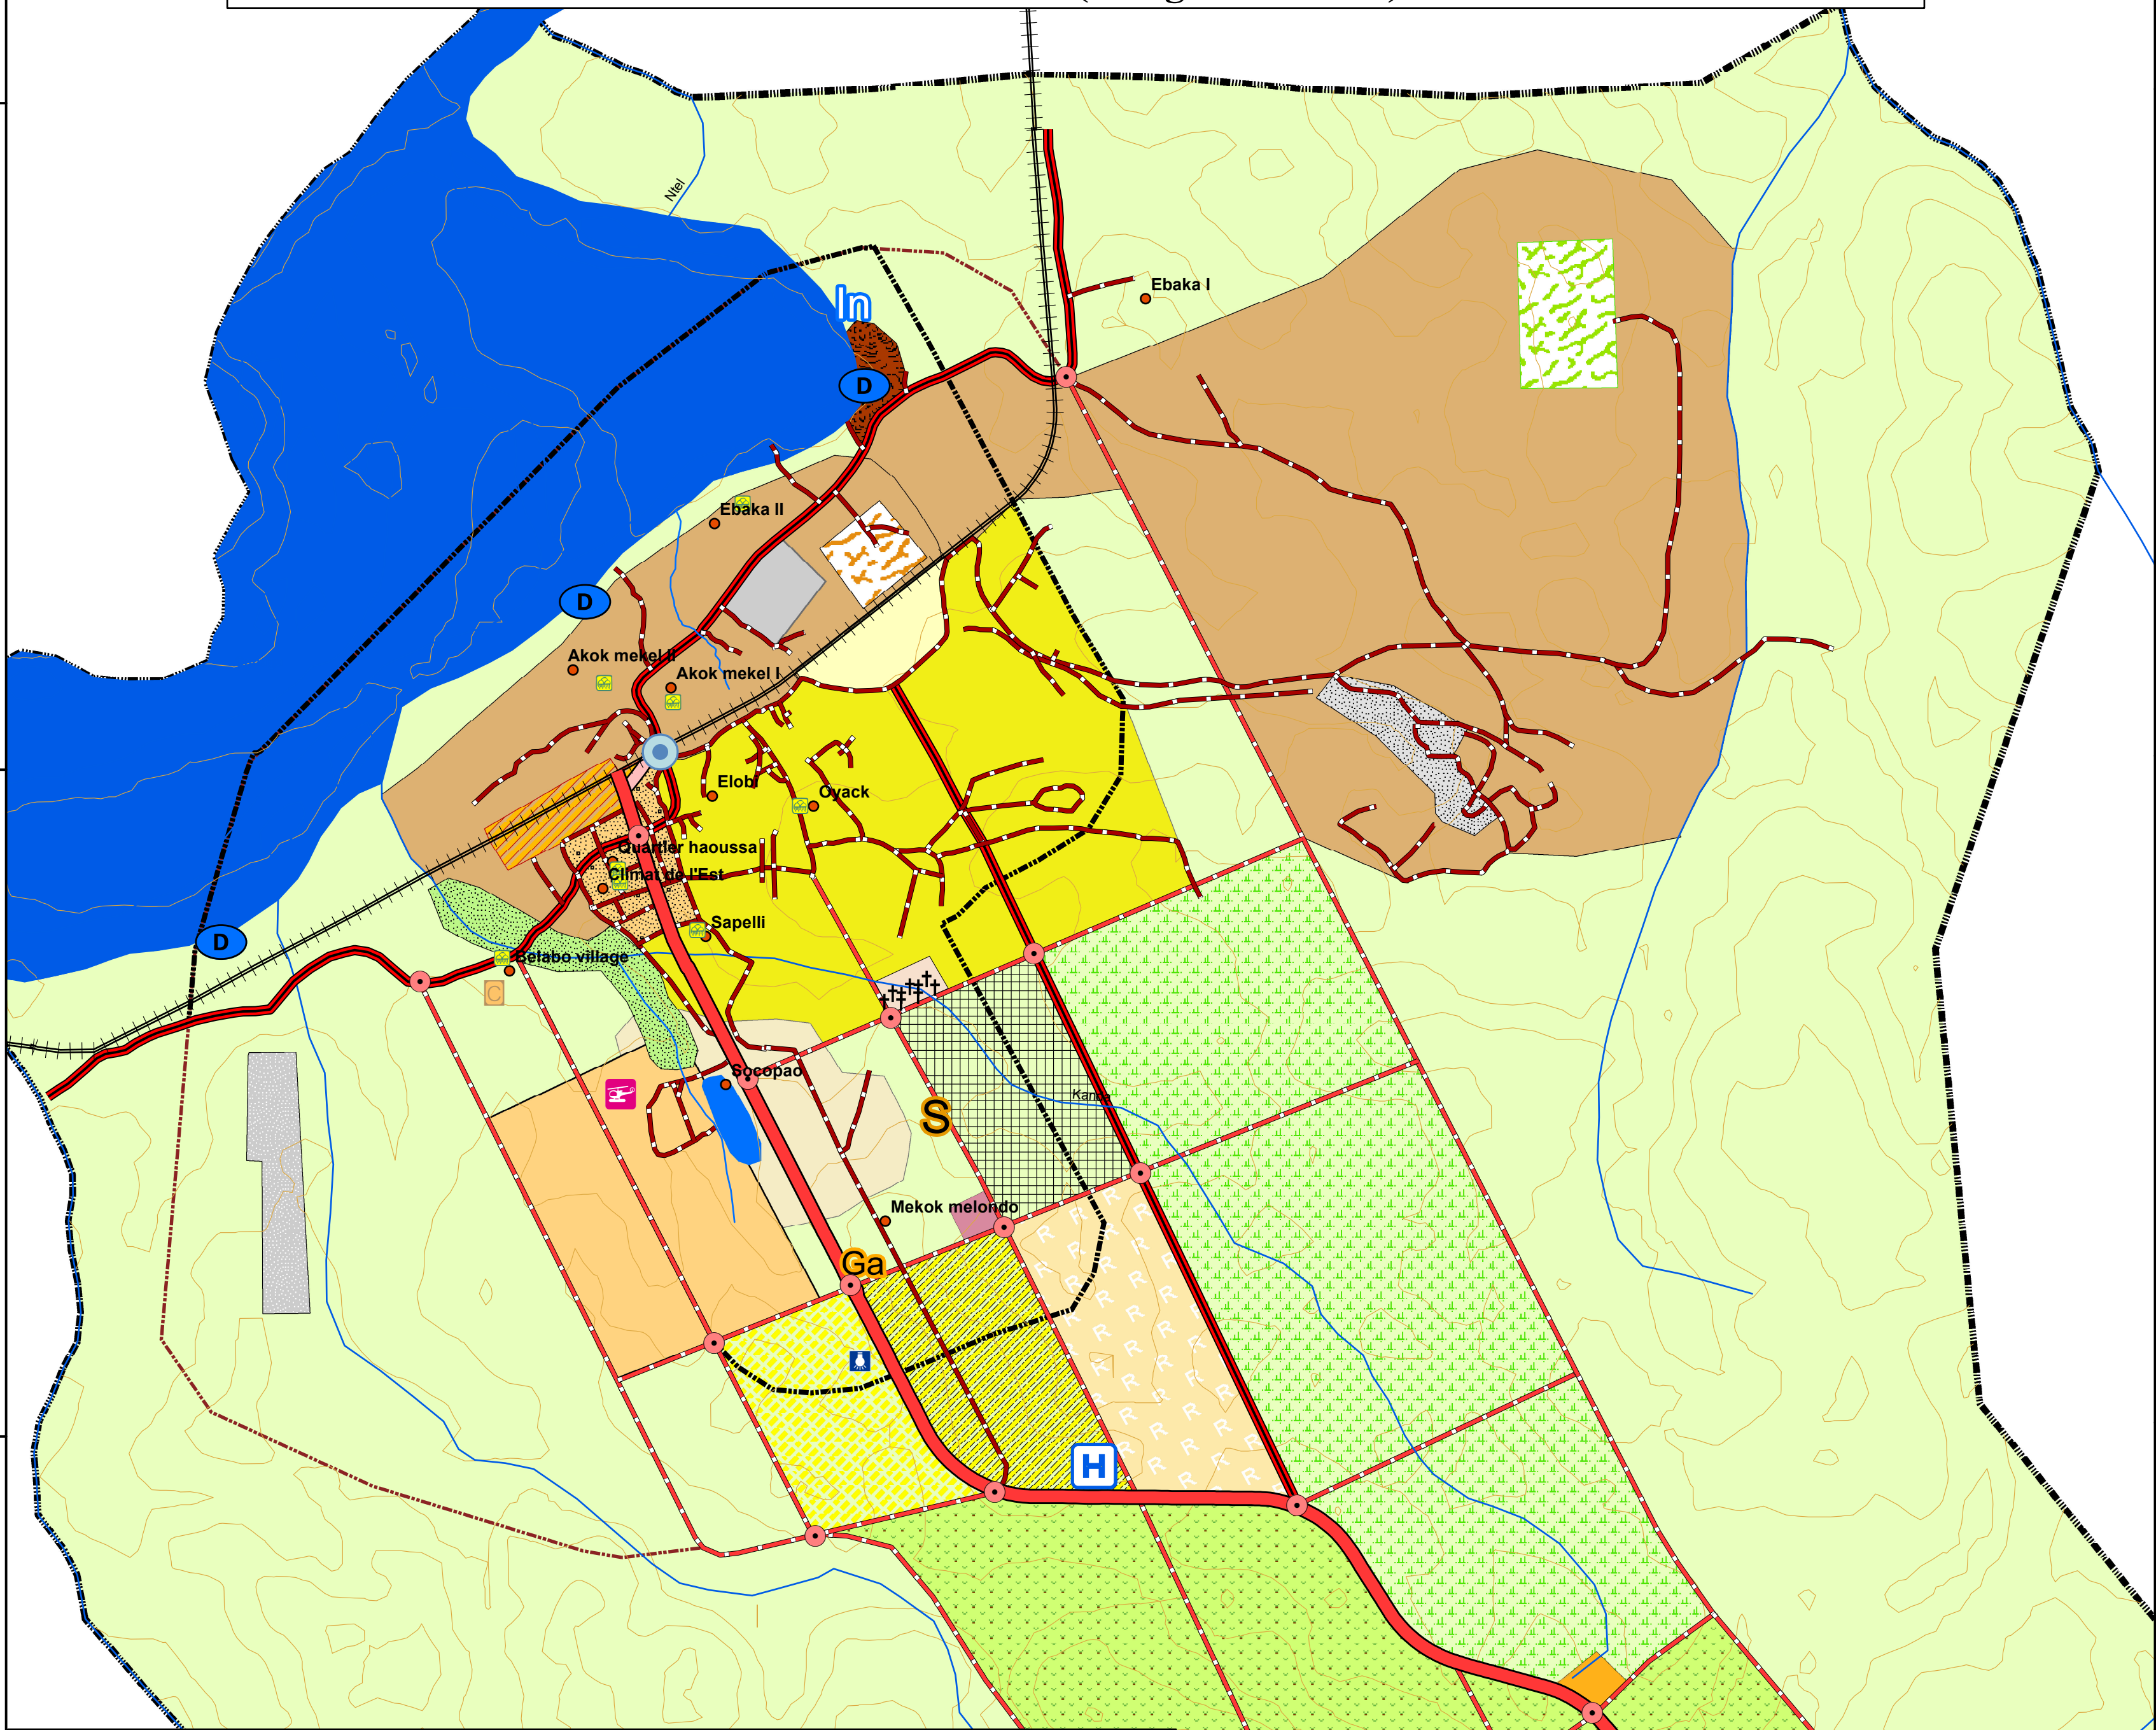 Ntel
Ebaka I
In
D
Ebaka II
D
Akok mekel II
Akok mekel I
Elobi
Oyack
Quartier haoussa
Climat de l'Est
Sapelli
D
Belabo village
C
Socopao
Kanda
S
Mekok melondo
Ga
R R R R R R R R R R R R R R R R R R R R R R R
H